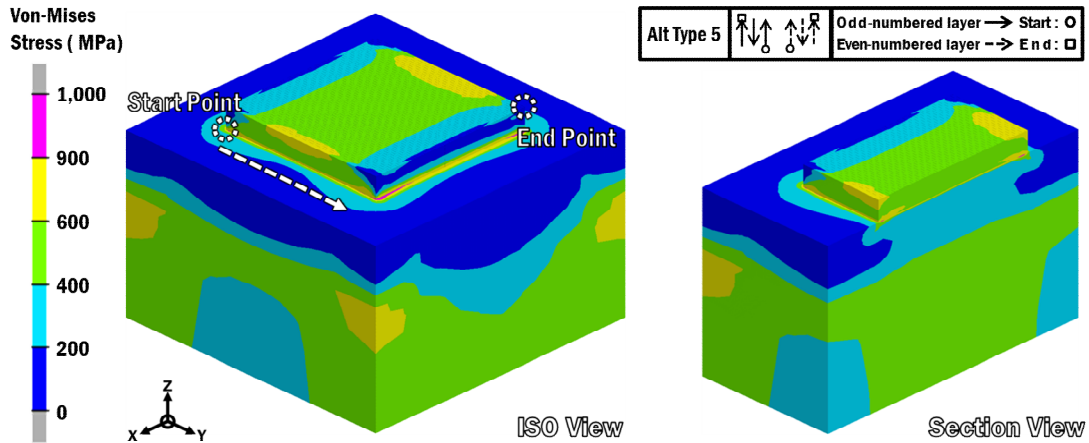 Von-Mises
Stress ( MPa)
1,000
900
600
400
200
0
Start Point
End Point
Z
X
Y
ISO View
Alt Type 5
Odd-numbered layer Start : O
Even-numbered layer End :
Section View